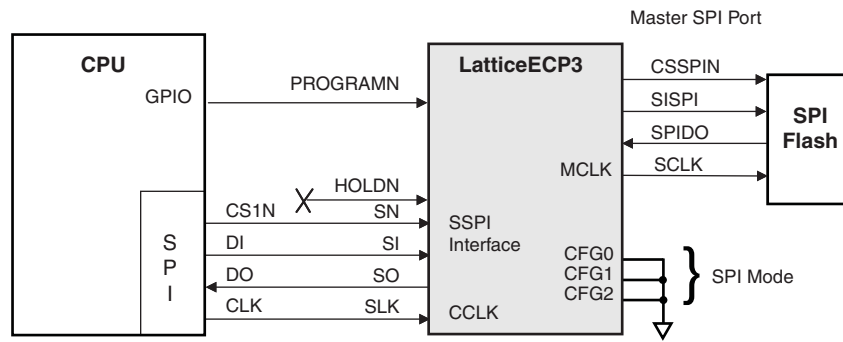 Master SPI Port
CPU
LatticeECP3
CSSPIN
GPIO
PROGRAMN
SISPI
SPI
Flash
SPIDO
MCLK
SCLK
HOLDN
CS1N
SN
SSPI
Interface
S
P
I
DI
SI
CFG0
DO
SO
CFG1
SPI Mode
CFG2
CLK
SLK
CCLK